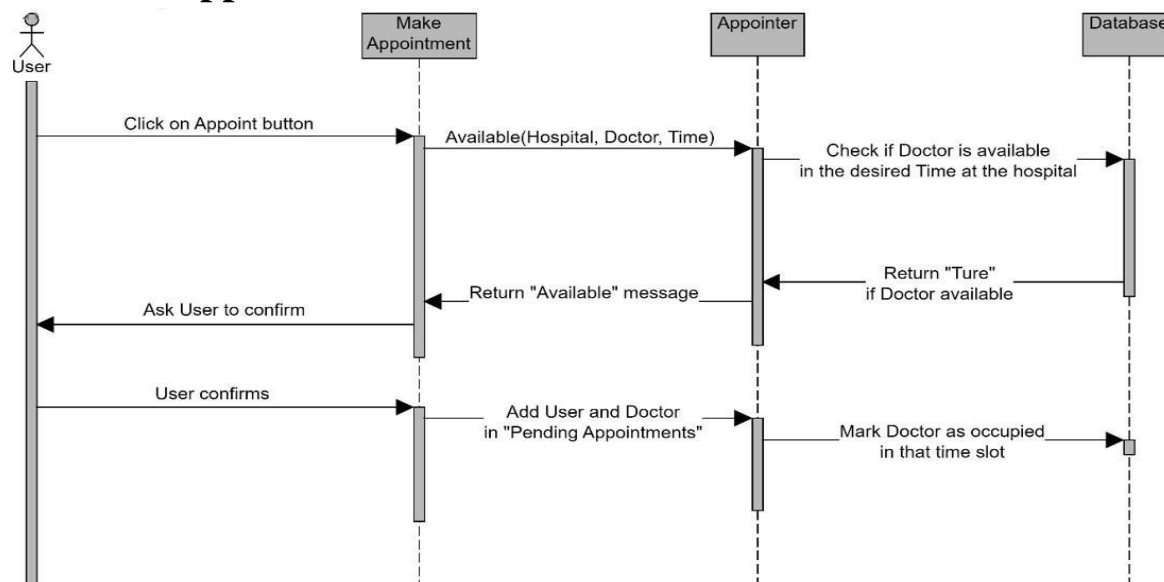 User
Make
Appointment
Appointer
Database
Click on Appoint button
Available(Hospital, Doctor, Time)
Check if Doctor is available
in the desired Time at the hospital
Return "Ture"
if Doctor available
Return "Available" message
Ask User to confirm
User confirms
Add User and Doctor
in "Pending Appointments"
Mark Doctor as occupied
in that time slot